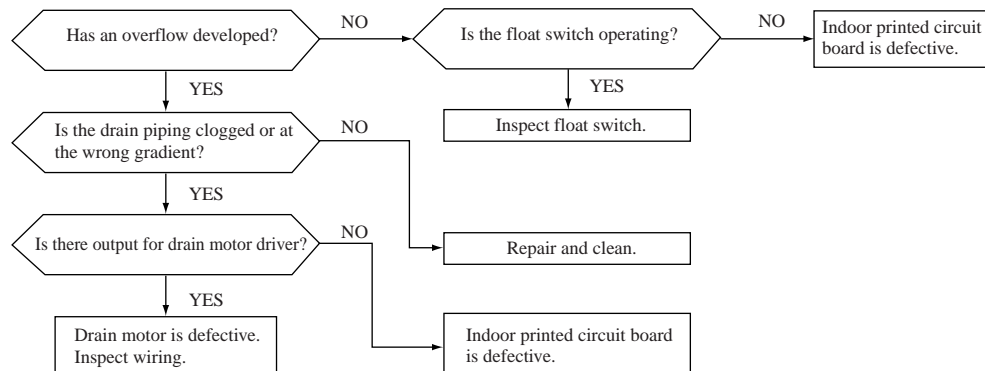 Has an overflow developed?
NO
Is the float switch operating?
NO
Indoor printed circuit
board is defective.
YES
YES
Inspect float switch.
Is the drain piping clogged or at
the wrong gradient?
NO
YES
Is there output for drain motor driver?
NO
Repair and clean.
YES
Drain motor is defective.
Inspect wiring.
Indoor printed circuit board
is defective.